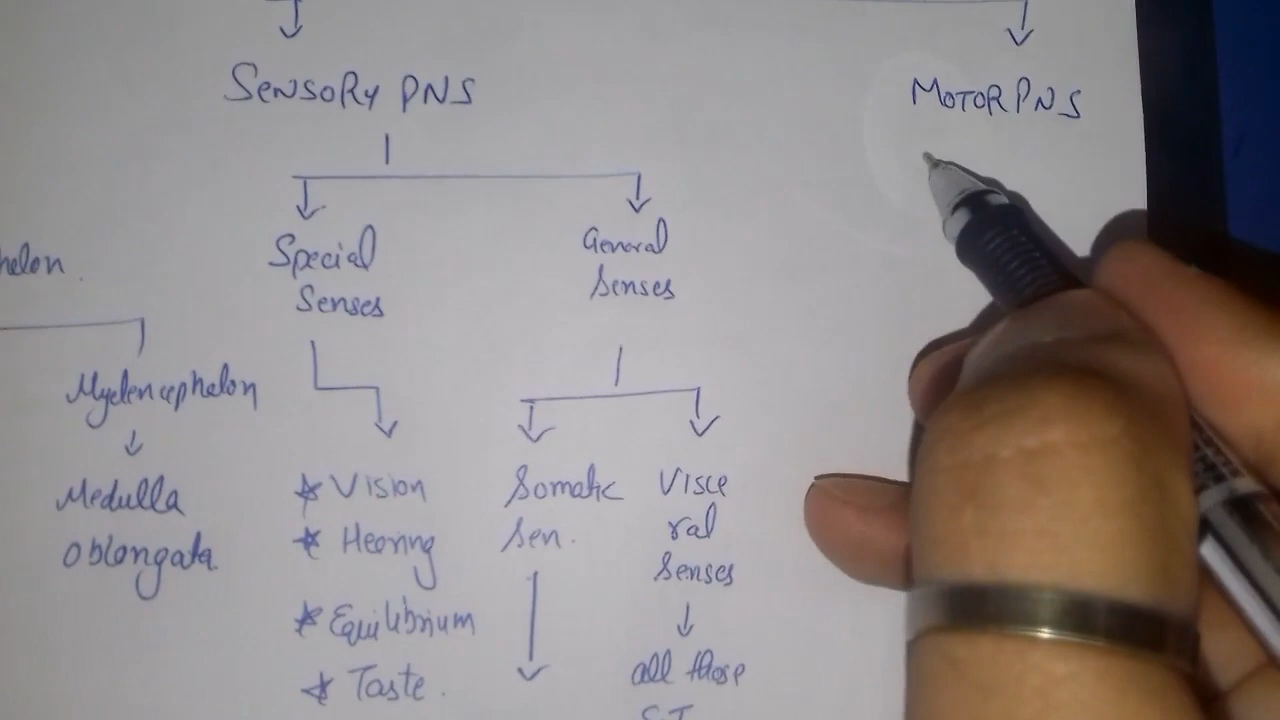 SENSORY PNS
MOTOR PNS
Special
Senses
General
Senses
helon
Myelencephalon
Medulla
oblongata
Vision
Hearing
Equilibrium
Taste
Somatic
Sen.
Visce
ral
Senses
all those